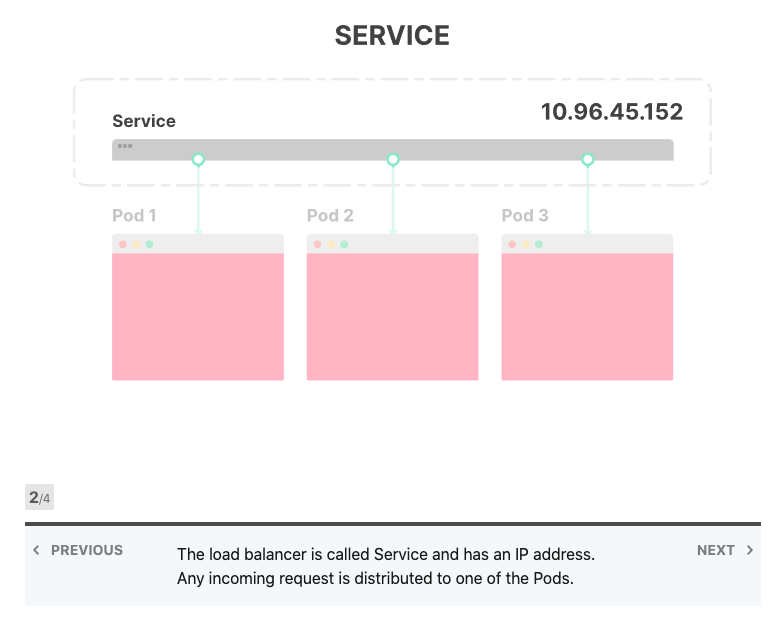 SERVICE
Service
10.96.45.152
Pod 1
Pod 2
Pod 3
2/4
PREVIOUS
The load balancer is called Service and has an IP address.
Any incoming request is distributed to one of the Pods.
NEXT